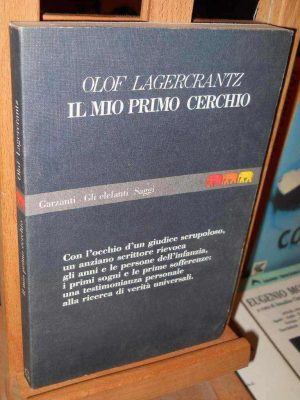 OLOF LAGERCRANTZ
IL MIO PRIMO CERCHIO
Garzanti - Gli elefanti Saggi
Con l'occhio d'un giudice scrupoloso,
un anziano scrittore rievoca
gli anni e le persone dell'infanzia,
i primi sogni e le prime sofferenze:
una testimonianza personale
alla ricerca di verità universali.
Olof Lagercrantz
Il mio primo cerchio
EUGENIO MO